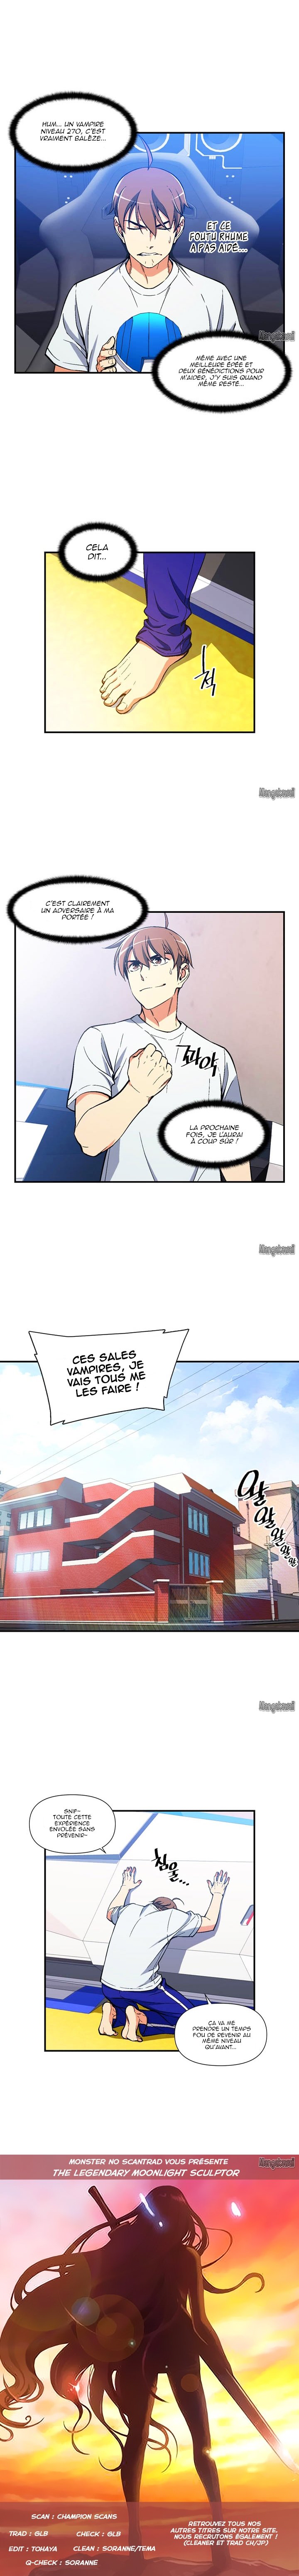 HUM... UN VAMPIRE
NIVEAU 270, C'EST
VRAIMENT BALÈZE...
ET CE
FOUTU RHUME
A PAS AIDÉ...
MÊME AVEC UNE
MEILLEURE ÉPÉE ET
DEUX BÉNÉDICTIONS POUR
M'AIDER, J'Y SUIS QUAND
MÊME RESTÉ...
CELA
DIT...
척
C'EST CLAIREMENT
UN ADVERSAIRE À MA
PORTÉE !
LA PROCHAINE
FOIS, JE L'AURAI
À COUP SÛR !
CES SALES
VAMPIRES, JE
VAIS TOUS ME
LES FAIRE !
SNIF~
TOUTE CETTE
EXPÉRIENCE
ENVOLÉE SANS
PRÉVENIR~
침울...
ÇA VA ME
PRENDRE UN TEMPS
FOU DE REVENIR AU
MÊME NIVEAU
QU'AVANT...
MONSTER NO SCANTRAD VOUS PRÉSENTE
THE LEGENDARY MOONLIGHT SCULPTOR
SCAN : CHAMPION SCANS
TRAD : GLB
CHECK : GLB
EDIT : TOHAYA
CLEAN : SORANNE/TEMA
Q-CHECK : SORANNE
RETROUVEZ TOUS NOS
AUTRES TITRES SUR NOTRE SITE.
NOUS RECRUTONS ÉGALEMENT !
(CLEANER ET TRAD CH/JP)